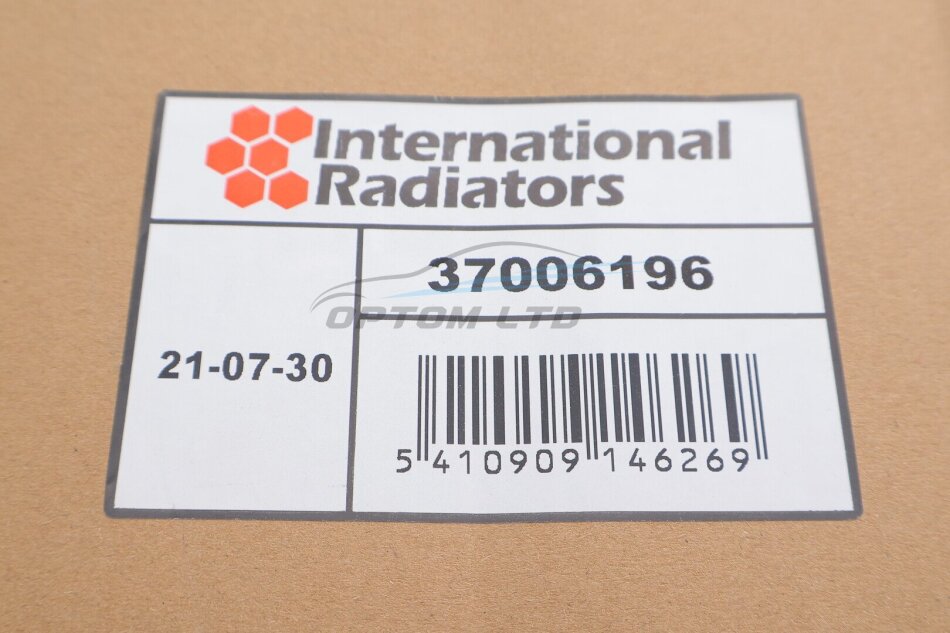 International
Radiators
37006196
OPTOM LTD
21-07-30
5 410909 146269